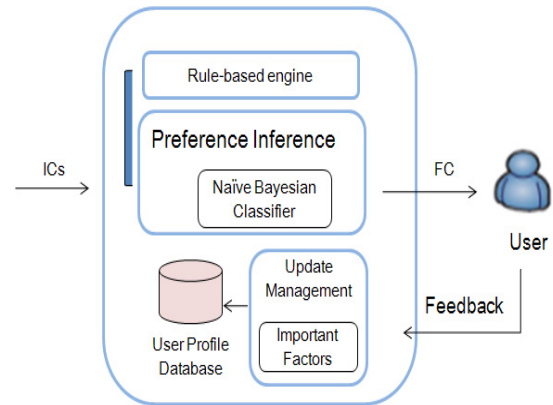 Rule-based engine
Preference Inference
ICs
Naïve Bayesian
Classifier
FC
User
Update
Management
Feedback
Important
Factors
User Profile
Database